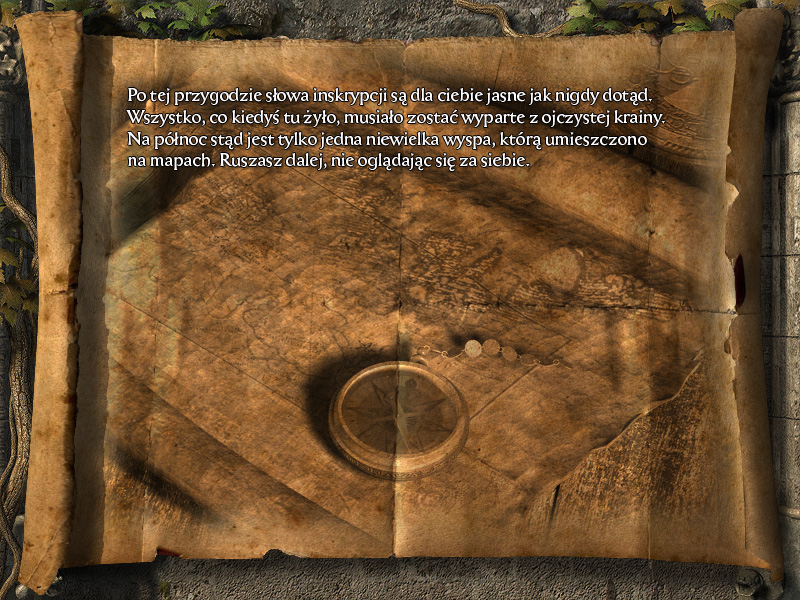 Po tej przygodzie słowa inskrypcji są dla ciebie jasne jak nigdy dotąd.
Wszystko, co kiedyś tu żyło, musiało zostać wyparte z ojczystej krainy.
Na północ stąd jest tylko jedna niewielka wyspa, którą umieszczono
na mapach. Ruszasz dalej, nie oglądając się za siebie.